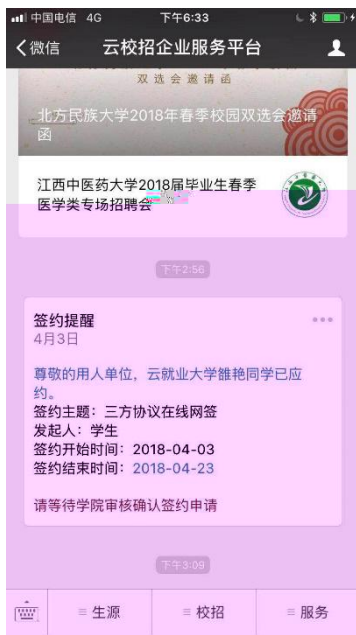 中国电信 4G 下午6:33
微信 云校招企业服务平台
双选会邀请函
北方民族大学2018年春季校园双选会邀请
函
江西中医药大学2018届毕业生春季
医学类专场招聘会
下午2:56
签约提醒
4月3日
尊敬的用人单位，云就业大学雒艳同学已应
约。
签约主题：三方协议在线网签
发起人：学生
签约开始时间：2018-04-03
签约结束时间：2018-04-23
请等待学院审核确认签约申请
下午3:09
生源 校招 服务